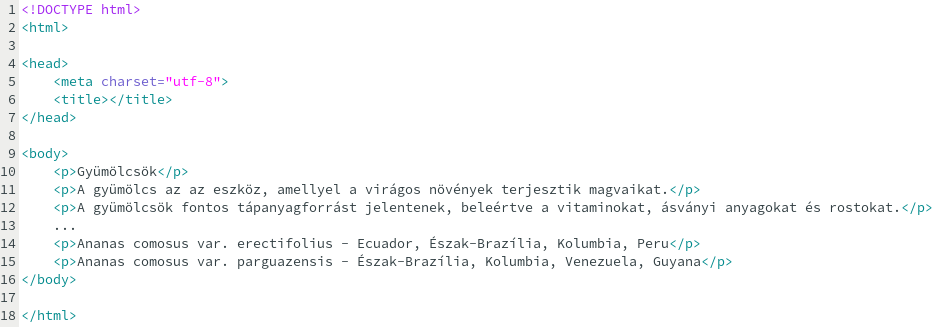 1 <!DOCTYPE html>
2 <html>
3
4 <head>
5     <meta charset="utf-8">
6     <title></title>
7 </head>
8
9 <body>
10     <p>Gyümölcsök</p>
11     <p>A gyümölcs az az eszköz, amellyel a virágos növények terjesztik magvaikat.</p>
12     <p>A gyümölcsök fontos tápanyagforrást jelentenek, beleértve a vitaminokat, ásványi anyagokat és rostokat.</p>
13     ...
14     <p>Ananas comosus var. erectifolius - Ecuador, Észak-Brazília, Kolumbia, Peru</p>
15     <p>Ananas comosus var. parguazensis - Észak-Brazília, Kolumbia, Venezuela, Guyana</p>
16 </body>
17
18 </html>